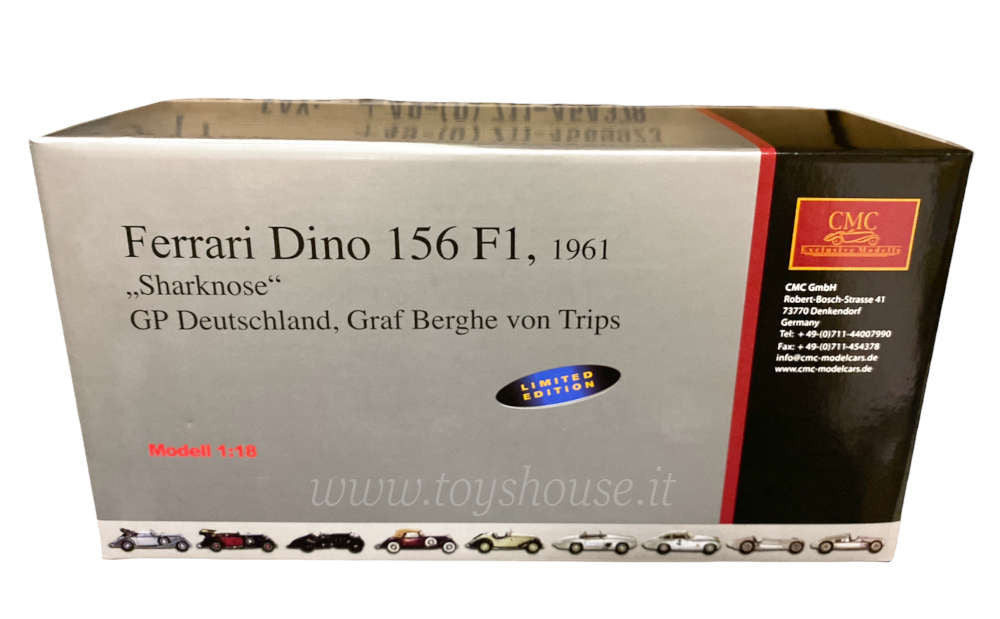 Ferrari Dino 156 F1, 1961
„Sharknose“
GP Deutschland, Graf Berghe von Trips
LIMITED
EDITION
Modell 1:18
www.toyshouse.it
CMC
Exclusive Modells
CMC GmbH
Robert-Bosch-Strasse 41
73770 Denkendorf
Germany
Tel: + 49-(0)711-44007990
Fax: + 49-(0)711-454378
info@cmc-modelcars.de
www.cmc-modelcars.de